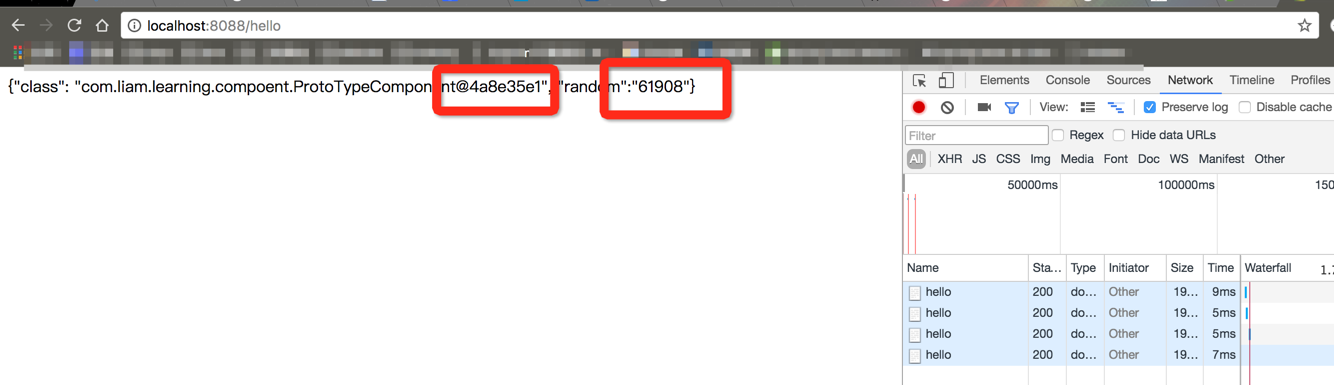 localhost:8088/hello
{"class": "com.liam.learning.compoent.ProtoTypeComponent@4a8e35e1", "random":"61908"}
Elements Console Sources Network Timeline Profiles
View: Preserve log Disable cache
Filter Regex Hide data URLs
All XHR JS CSS Img Media Font Doc WS Manifest Other
50000ms 100000ms 150
Name Sta... Type Initiator Size Time Waterfall 1.
hello 200 do... Other 19... 9ms
hello 200 do... Other 19... 5ms
hello 200 do... Other 19... 5ms
hello 200 do... Other 19... 7ms